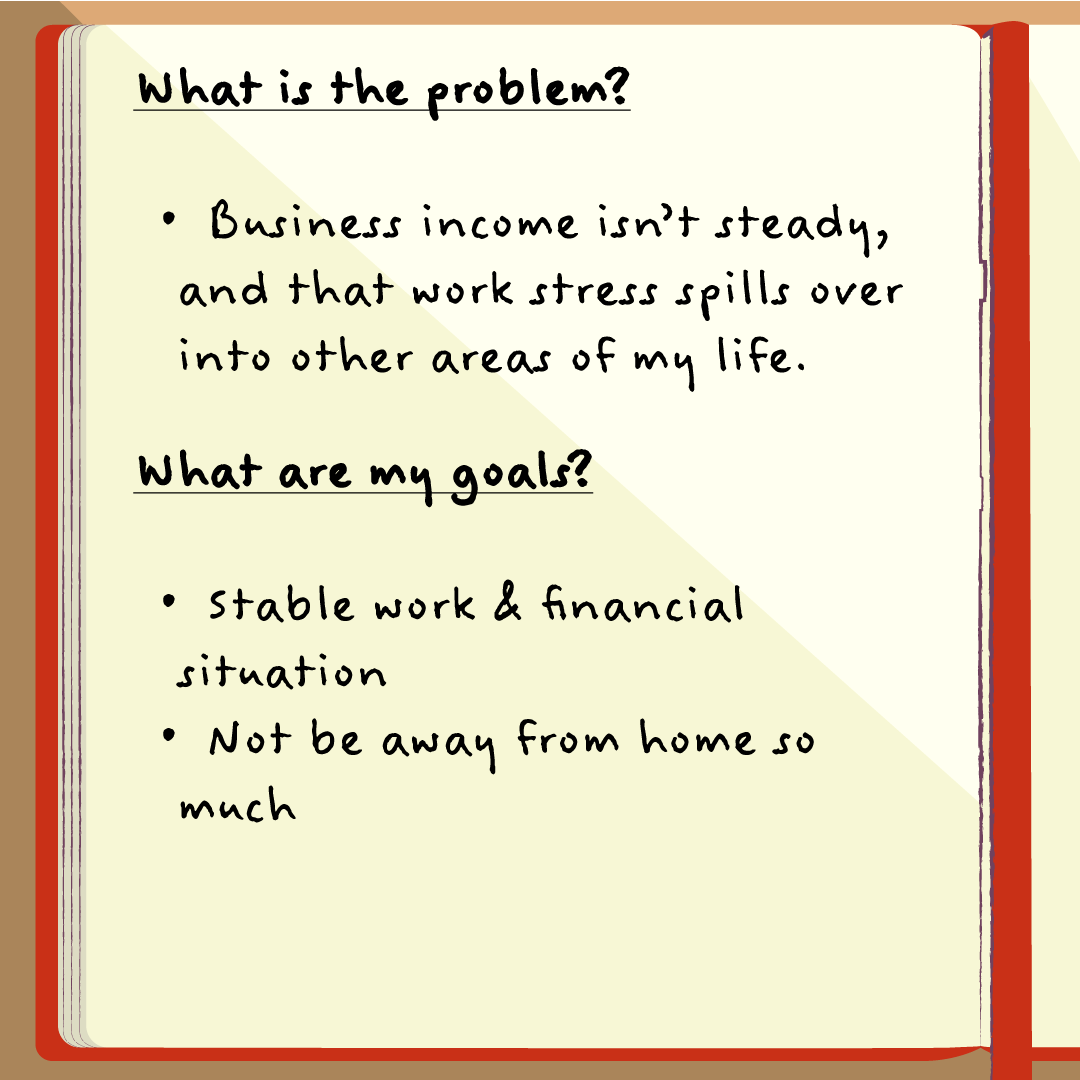 What is the problem?
• Business income isn't steady,
and that work stress spills over
into other areas of my life.
What are my goals?
• Stable work & financial
situation
• Not be away from home so
much